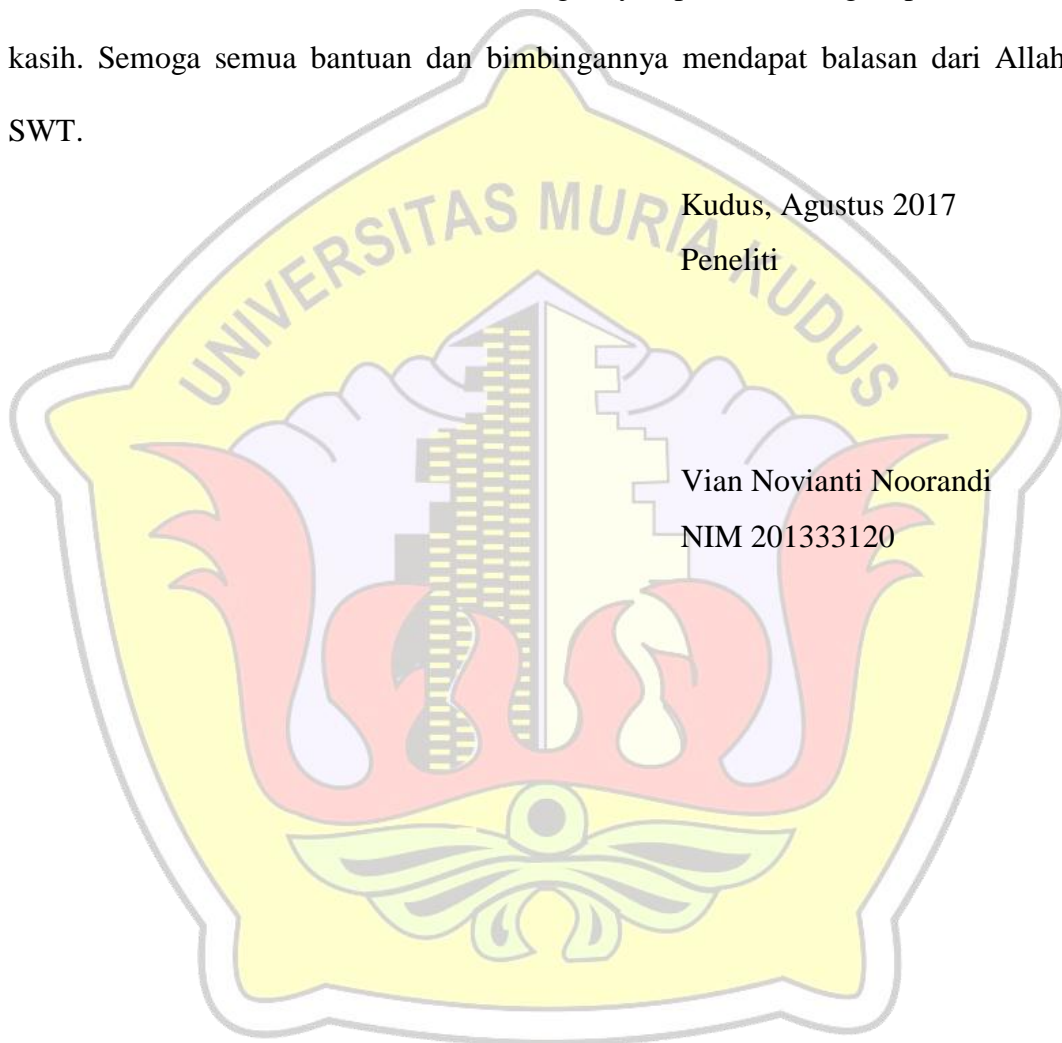 kasih. Semoga semua bantuan dan bimbingannya mendapat balasan dari Allah
SWT.
UNIVERSITAS MURIA KUDUS
Kudus, Agustus 2017
Peneliti
Vian Novianti Noorandi
NIM 201333120